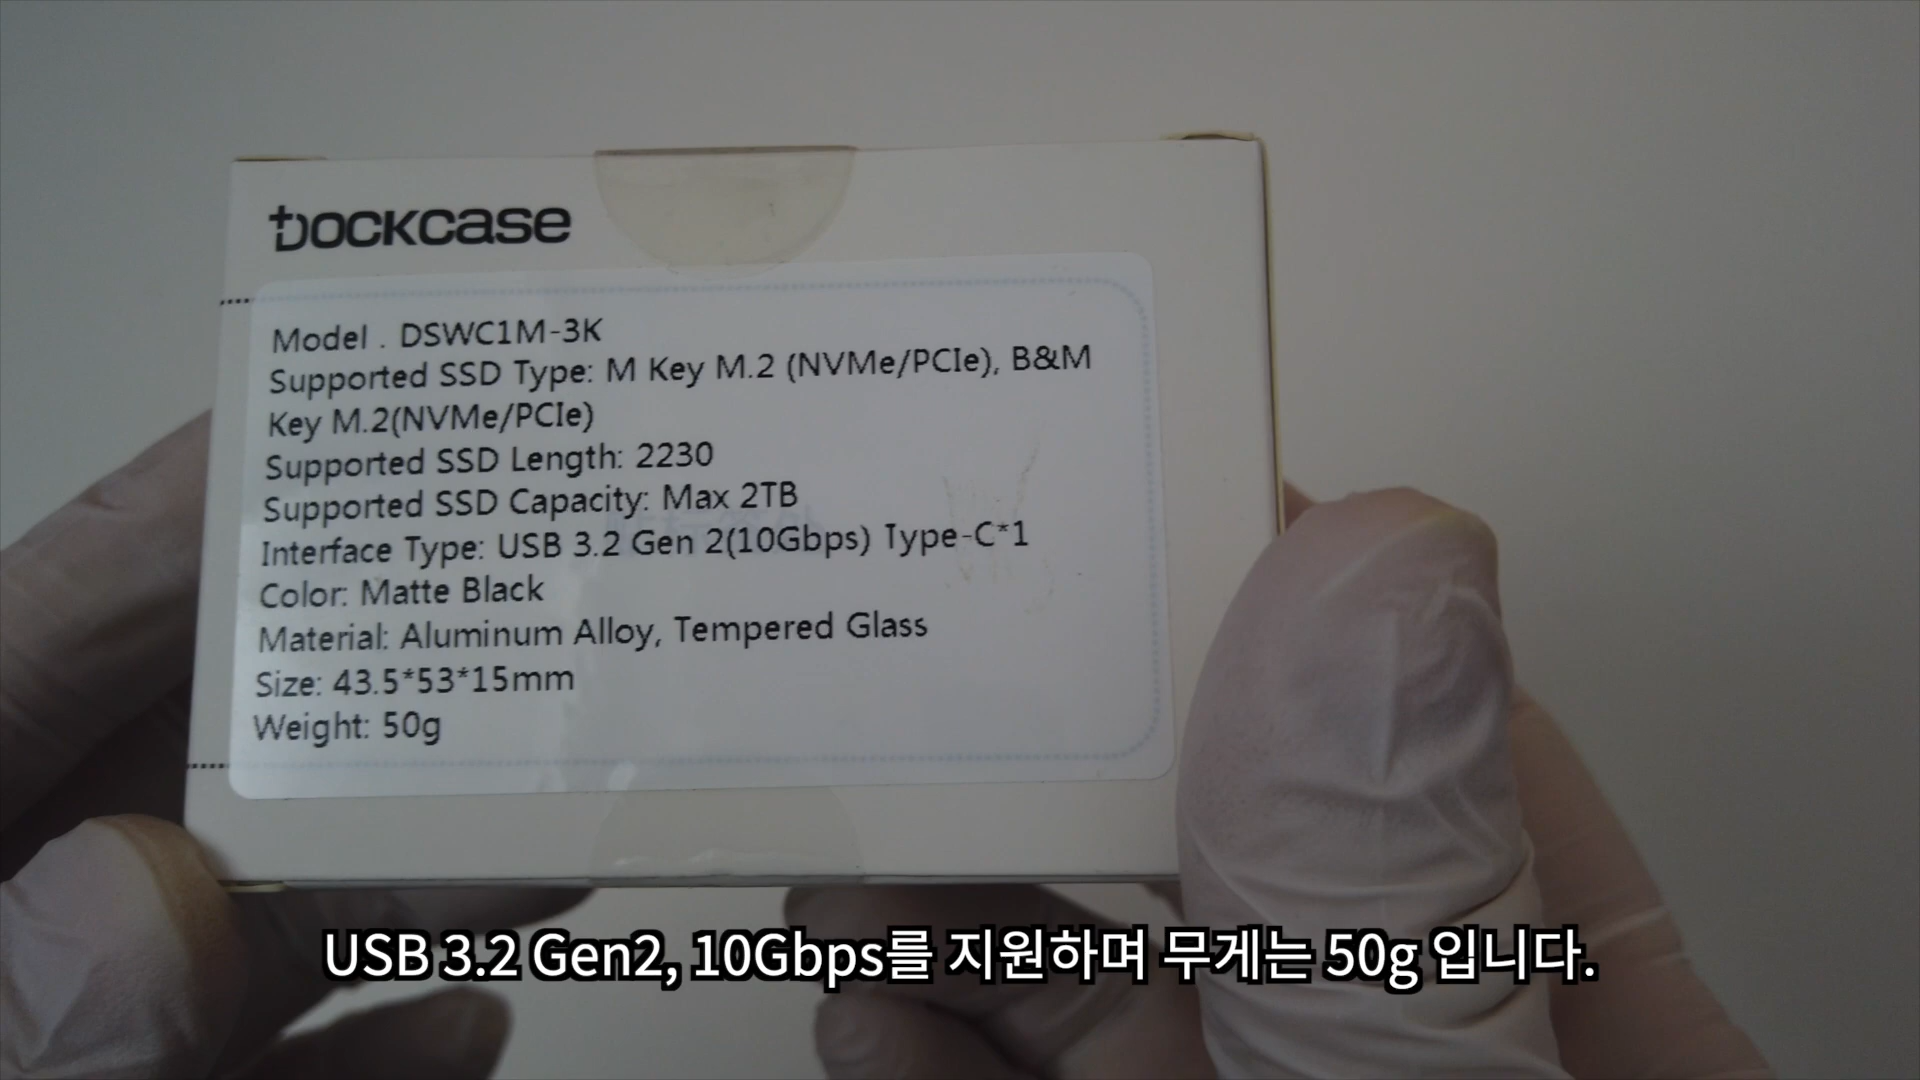 DOCKCASE
Model . DSWC1M-3K
Supported SSD Type: M Key M.2 (NVMe/PCIe), B&M
Key M.2(NVMe/PCIe)
Supported SSD Length: 2230
Supported SSD Capacity: Max 2TB
Interface Type: USB 3.2 Gen 2(10Gbps) Type-C*1
Color: Matte Black
Material: Aluminum Alloy, Tempered Glass
Size: 43.5*53*15mm
Weight: 50g
USB 3.2 Gen2, 10Gbps를 지원하며 무게는 50g 입니다.